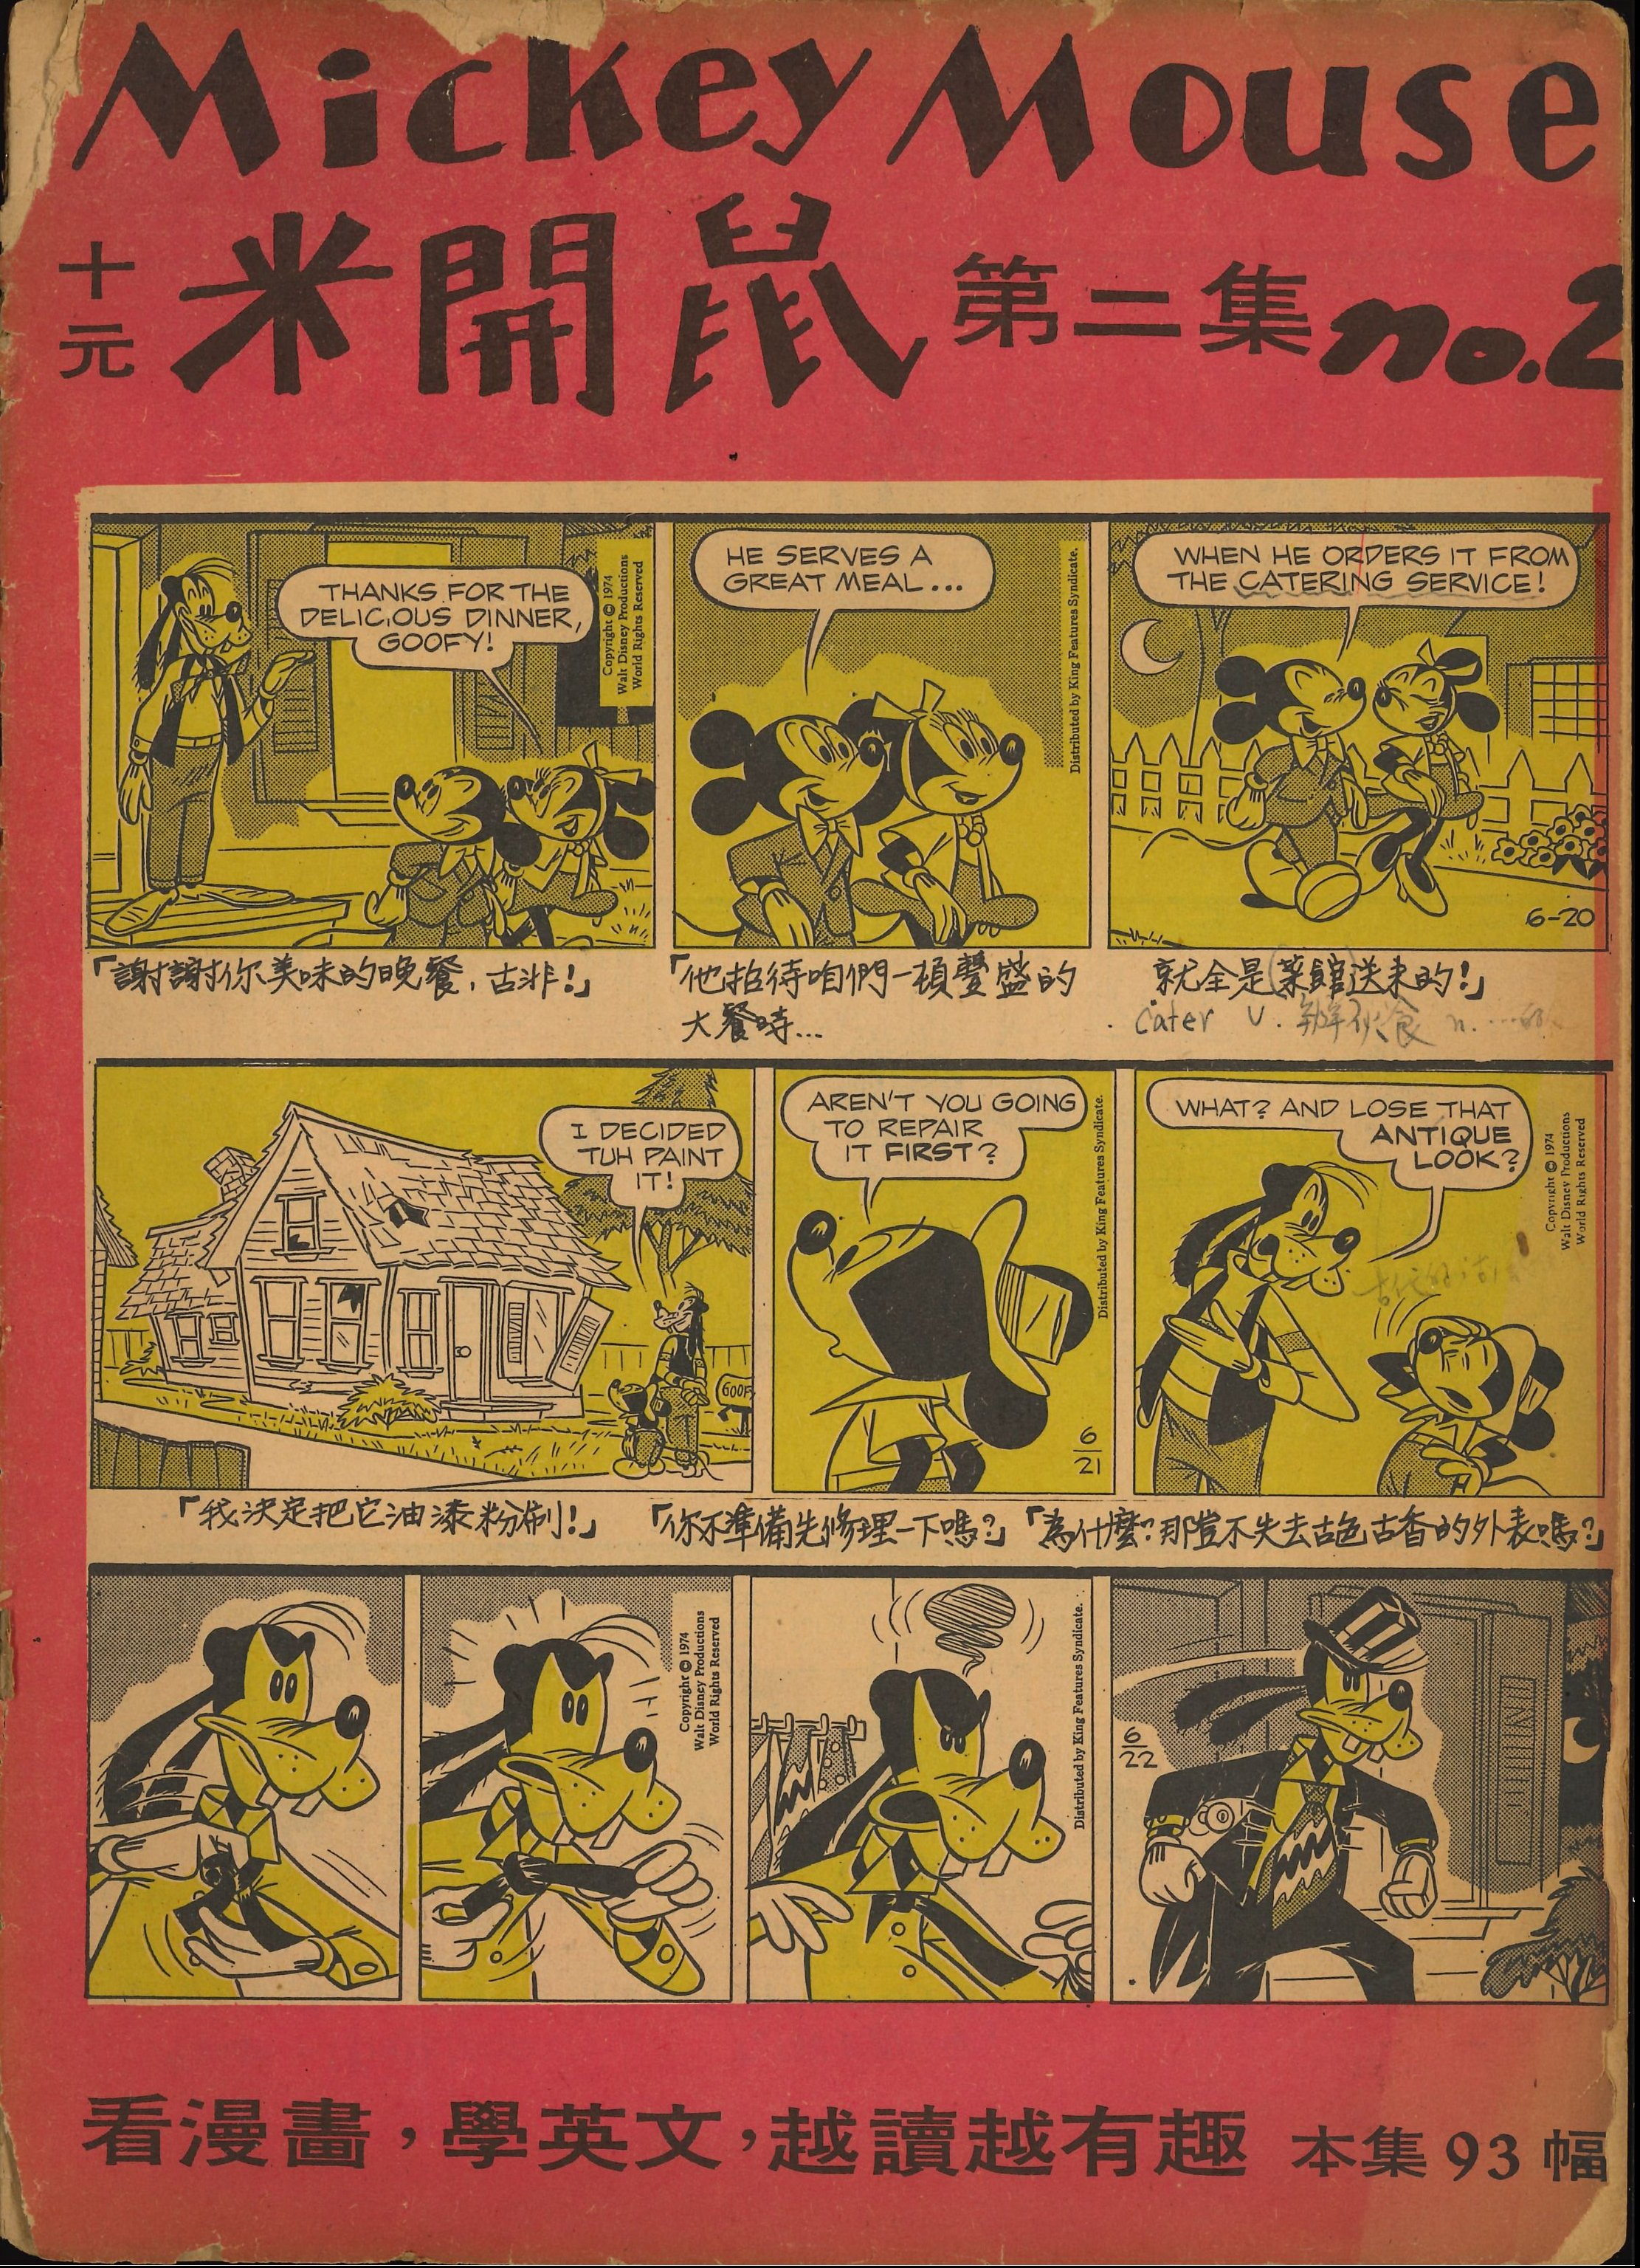 Mickey Mouse
十元
米開鼠 第二集 no.2
THANKS FOR THE
DELICIOUS DINNER,
GOOFY!
Copyright © 1974
Walt Disney Productions
World Rights Reserved
HE SERVES A
GREAT MEAL...
Distributed by King Features Syndicate.
WHEN HE ORDERS IT FROM
THE CATERING SERVICE!
6-20
「謝謝你美味的晚餐，古非!」
「他招待咱們一頓豐盛的
大餐時...
就全是菜館送來的!」
cater v. 辦伙食 n.
I DECIDED
TUH PAINT
IT!
GOOF
AREN'T YOU GOING
TO REPAIR
IT FIRST?
Distributed by King Features Syndicate.
6
21
WHAT? AND LOSE THAT
ANTIQUE
LOOK?
Copyright © 1974
Walt Disney Productions
World Rights Reserved
「我決定把它油漆粉刷!」
「你不準備先修理一下嗎?」
「為什麼?那豈不失去古色古香的外表嗎?」
Copyright © 1974
Walt Disney Productions
World Rights Reserved
Distributed by King Features Syndicate.
6
22
看漫畫，學英文，越讀越有趣 本集93幅